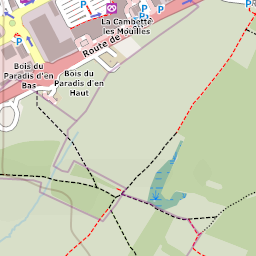 La Cambette
les Mouilles
Route de
Bois du
Paradis d'en
Bas
Bois du
Paradis d'en
Haut
P
P
P
P